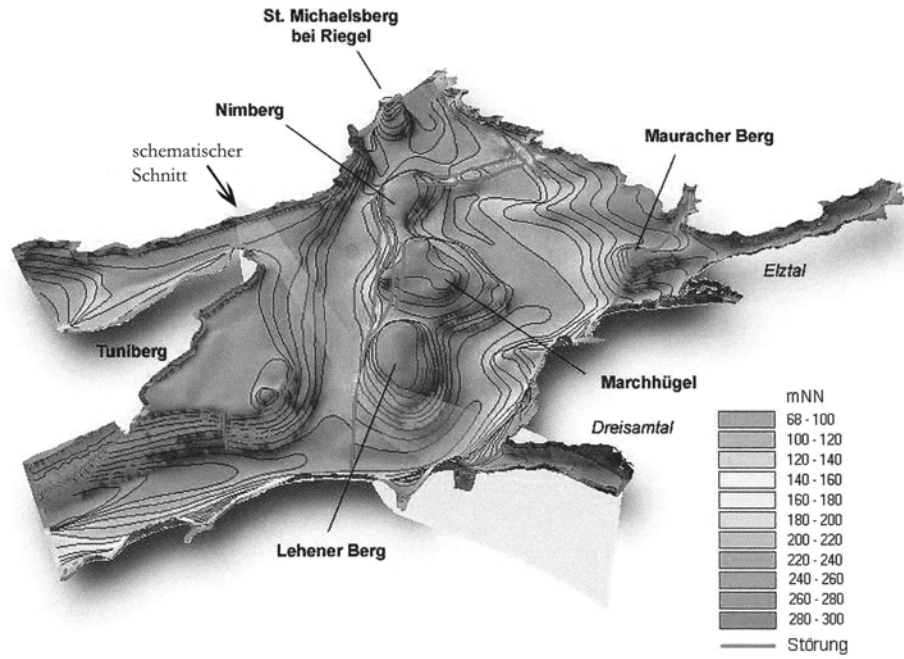 St. Michaelsberg
bei Riegel
Nimberg
schematischer
Schnitt
Mauracher Berg
Elztal
Tuniberg
Marchhügel
Dreisamtal
Lehener Berg
mNN
68 - 100
100 - 120
120 - 140
140 - 160
160 - 180
180 - 200
200 - 220
220 - 240
240 - 260
260 - 280
280 - 300
Störung